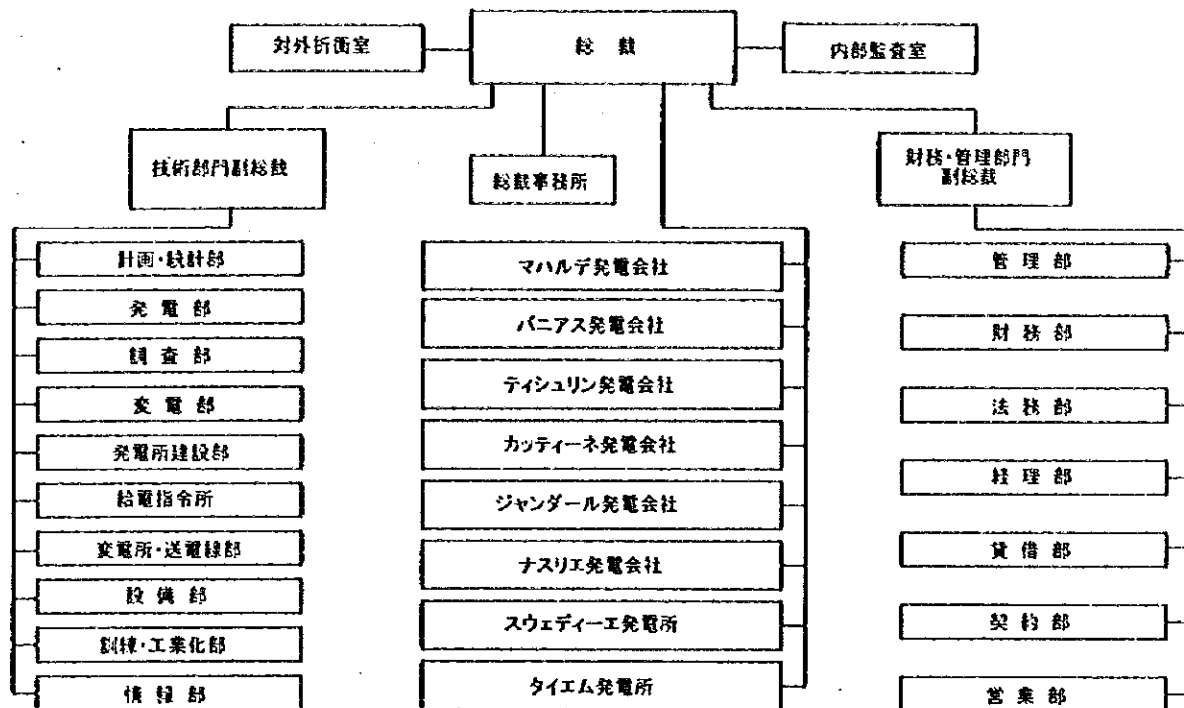 対外折衝室
総裁
内部監査室
技術部門副総裁
総裁事務所
財務・管理部門
副総裁
計画・統計部
発電部
調査部
変電部
発電所建設部
給電指令所
変電所・送電線部
設備部
訓練・工業化部
情報部
マハルデ発電会社
バニアス発電会社
ティシュリン発電会社
カッティーネ発電会社
ジャンダール発電会社
ナスリエ発電会社
スウェディーエ発電所
タイエム発電所
管理部
財務部
法務部
経理部
貸借部
契約部
営業部